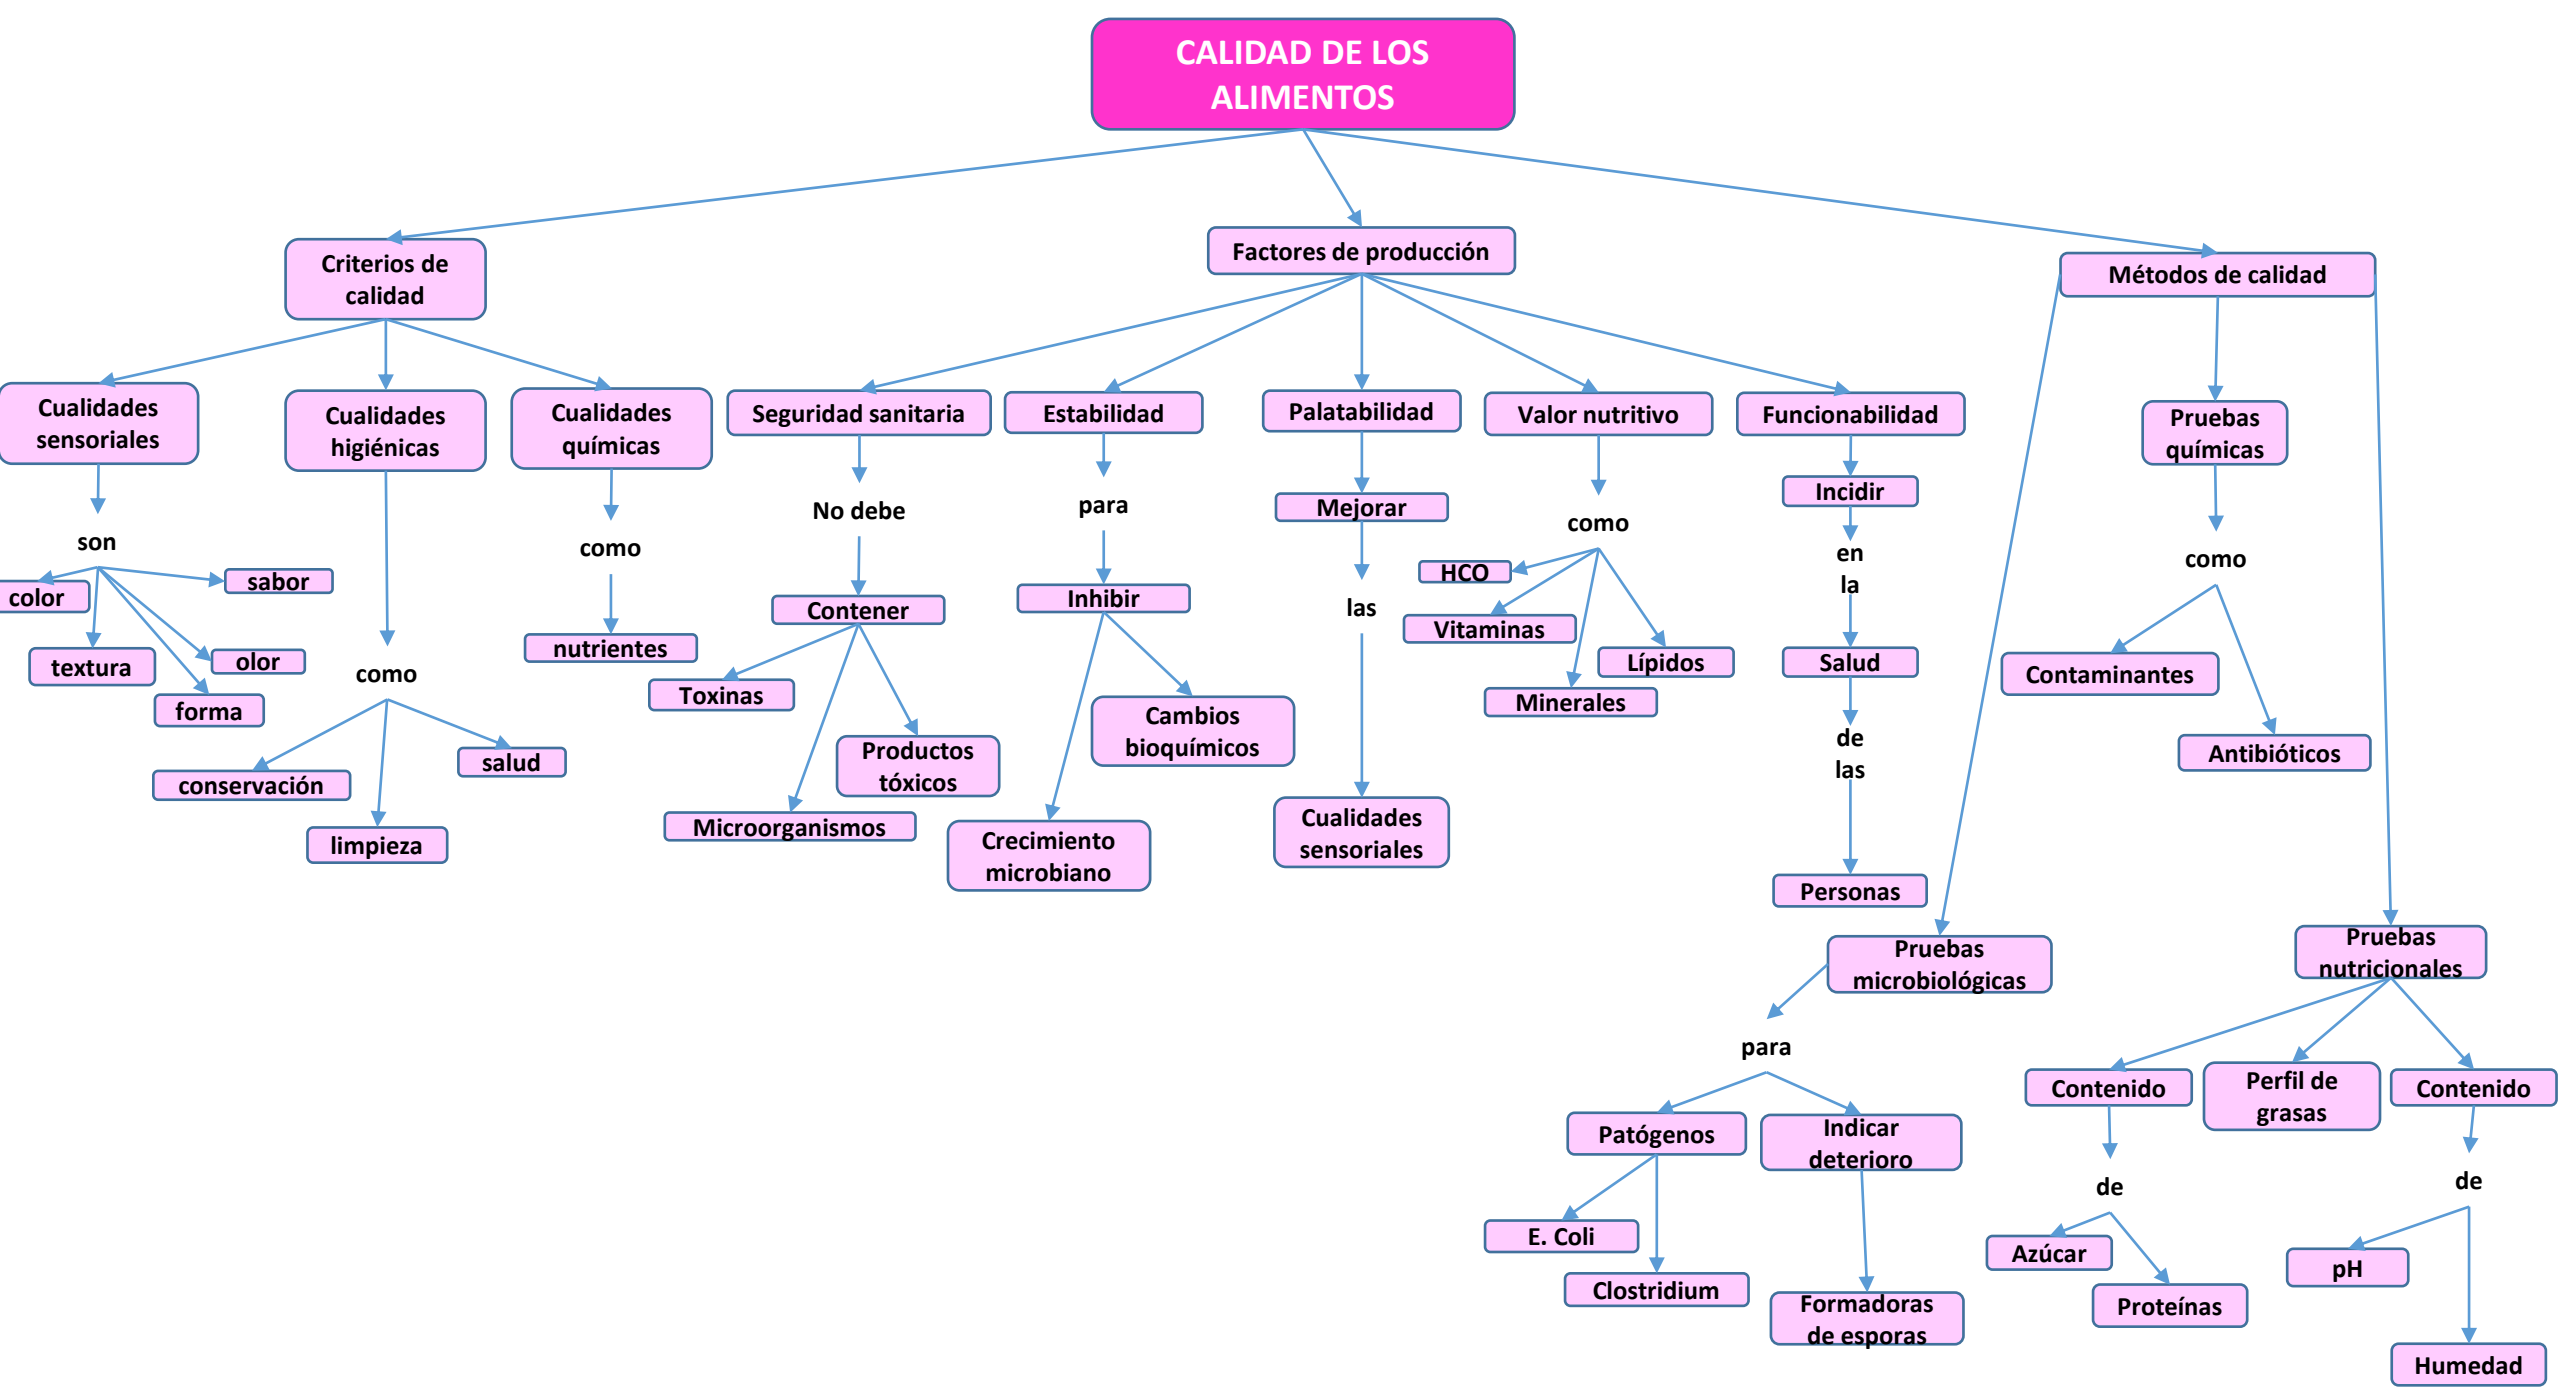 CALIDAD DE LOS
ALIMENTOS
Criterios de
calidad
Factores de producción
Métodos de calidad
Cualidades
sensoriales
Cualidades
higiénicas
Cualidades
químicas
Seguridad sanitaria
Estabilidad
Palatabilidad
Valor nutritivo
Funcionabilidad
Pruebas
químicas
son
color
textura
forma
olor
sabor
como
conservación
limpieza
salud
como
nutrientes
No debe
Contener
Toxinas
Microorganismos
Productos
tóxicos
para
Inhibir
Crecimiento
microbiano
Cambios
bioquímicos
Mejorar
las
Cualidades
sensoriales
como
HCO
Vitaminas
Minerales
Lípidos
Incidir
en
la
Salud
de
las
Personas
como
Contaminantes
Antibióticos
Pruebas
microbiológicas
para
Patógenos
E. Coli
Clostridium
Indicar
deterioro
Formadoras
de esporas
Pruebas
nutricionales
Contenido
de
Azúcar
Proteínas
Perfil de
grasas
Contenido
de
pH
Humedad